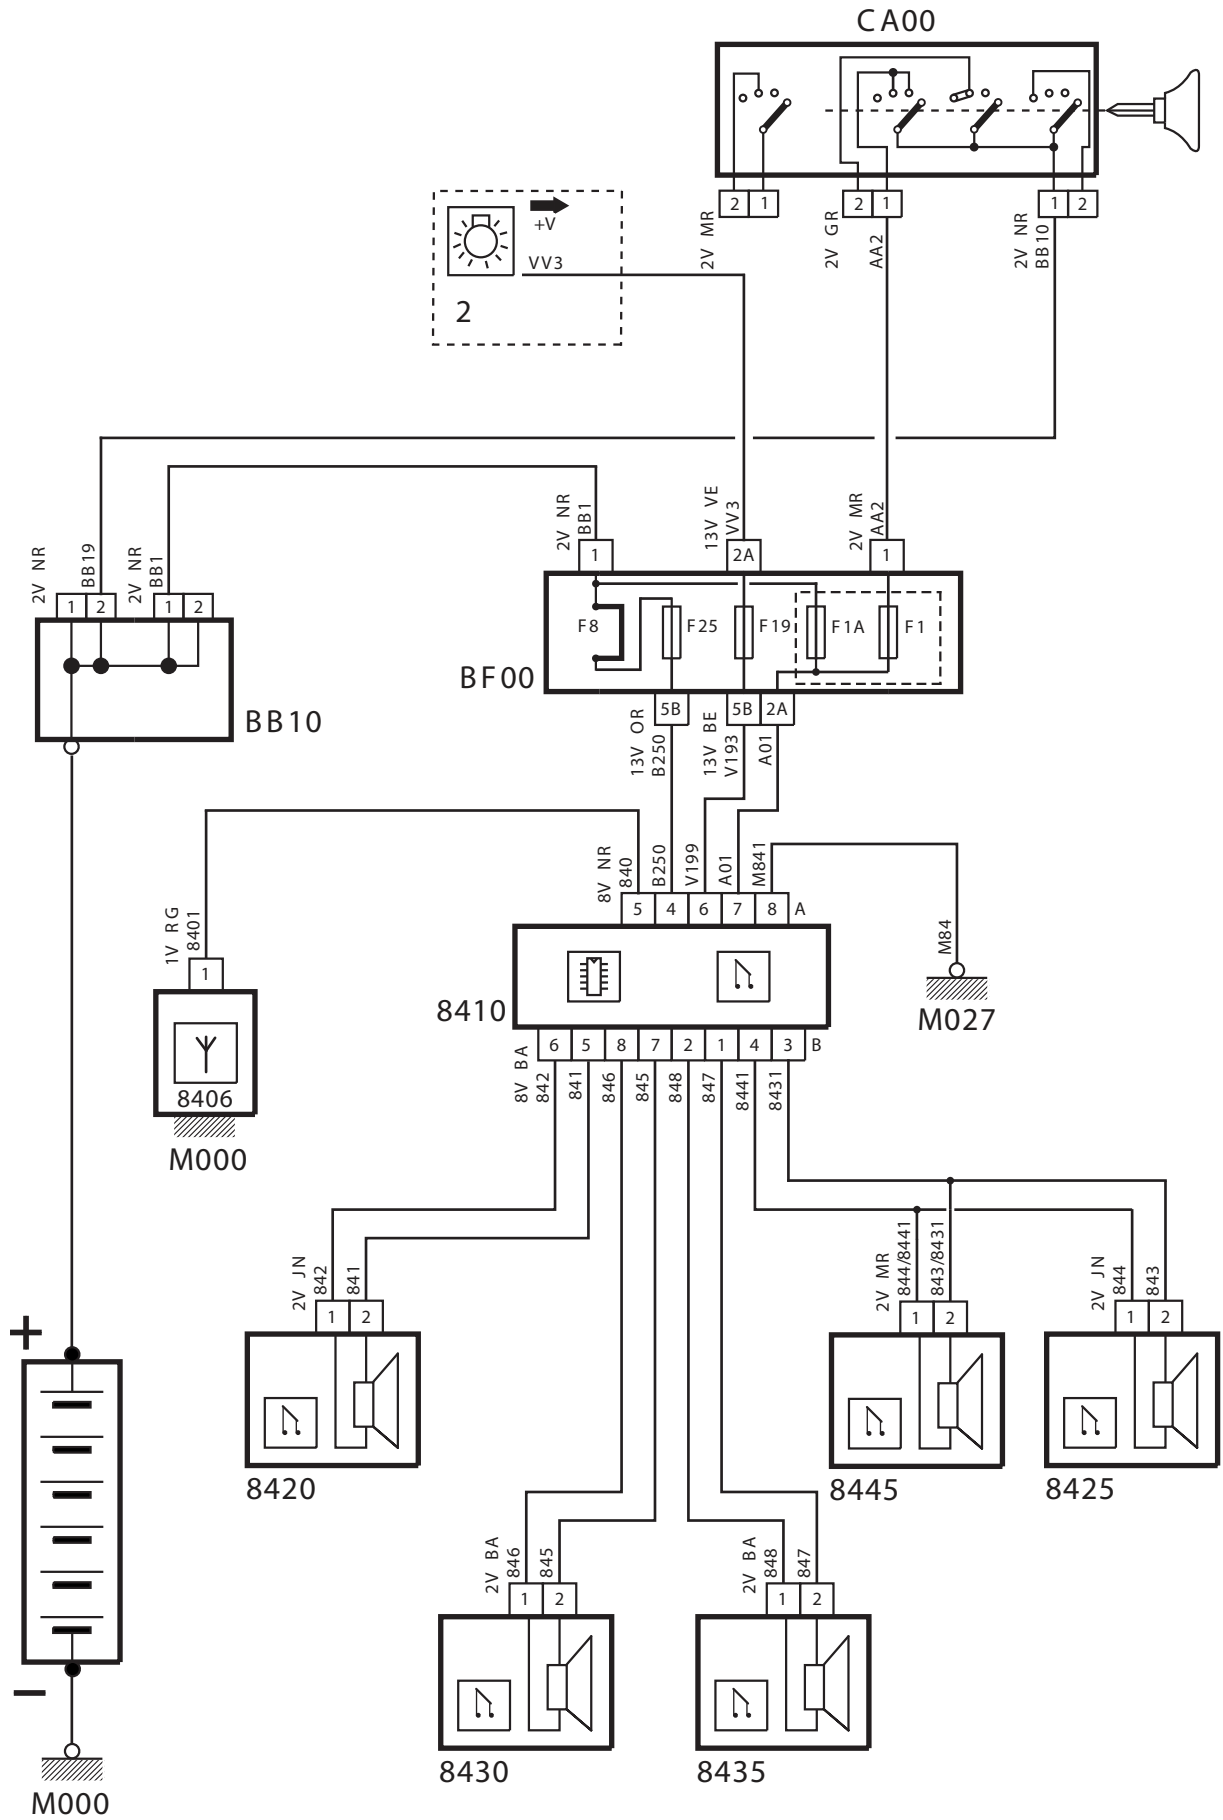 CA00
2 1 2 1 1 2
2V MR
2V GR
AA2
2V NR
BB10
+V
VV3
2
2V NR
BB19
2V NR
BB1
1 2 1 2
BB10
2V NR
BB1
13V VE
VV3
2V MR
AA2
1 2A 1
F8 F25 F19 F1A F1
BF00
5B 5B 2A
13V OR
B250
13V BE
V193
A01
8V NR
840
B250
V199
A01
M841
5 4 6 7 8 A
1V RG
8401
1
M84
M027
8410
8406
M000
6 5 8 7 2 1 4 3 B
8V BA
842
841
846
845
848
847
8441
8431
2V JN
842
841
1 2
8420
2V MR
844/8441
843/8431
1 2
8445
2V JN
844
843
1 2
8425
+
−
M000
2V BA
846
845
1 2
8430
2V BA
848
847
1 2
8435